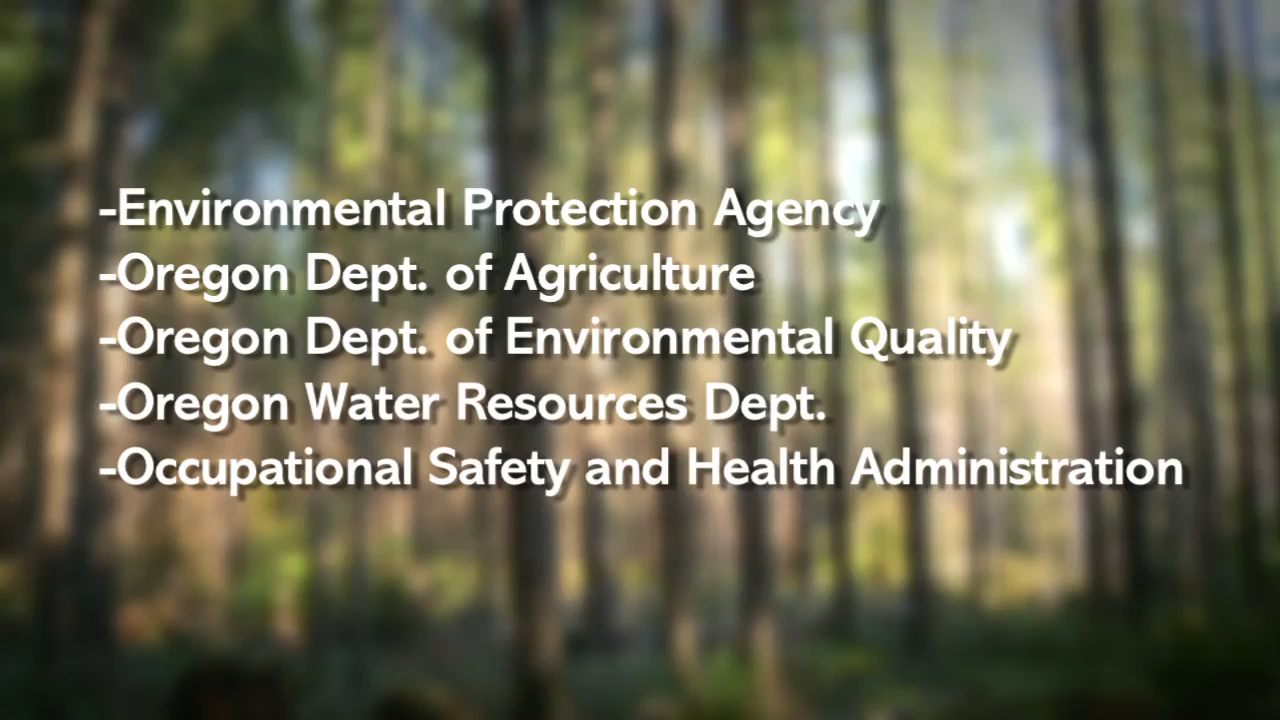 -Environmental Protection Agency
-Oregon Dept. of Agriculture
-Oregon Dept. of Environmental Quality
-Oregon Water Resources Dept.
-Occupational Safety and Health Administration